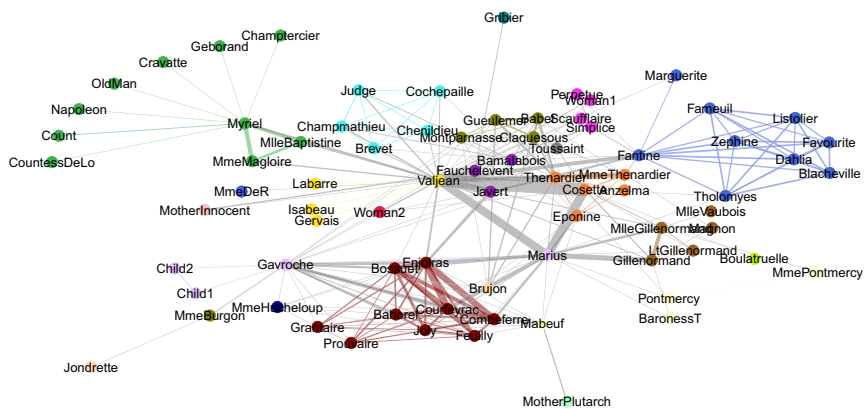 Gribier
Champtercier
Geborand
Cravatte
OldMan
Marguerite
Judge
Cochepaille
Perpetue
Woman1
Napoleon
Fameuil
Listolier
Myriel
Gueulemer
Babet
Scaufflaire
Champmathieu
Chenildieu
Simplice
Count
Montparnasse
Claquesous
MlleBaptistine
Brevet
Toussaint
Zephine
Favourite
CountessDeLo
MmeMagloire
Bamatabois
Fantine
Dahlia
Fauchelevent
Valjean
Thenardier
MmeThenardier
Blacheville
Labarre
MmeDeR
Javert
Cosette
Anzelma
Tholomyes
MotherInnocent
Isabeau
Woman2
Eponine
MlleVaubois
Gervais
MlleGillenormand
Magnon
LtGillenormand
Marius
Gillenormand
Boulatruelle
Child2
Gavroche
Enjolras
Bossuet
MmePontmercy
Brujon
Child1
Pontmercy
MmeHucheloup
Courfeyrac
MmeBurgon
Bahorel
Combeferre
Mabeuf
BaronessT
Grantaire
Joly
Feuilly
Prouvaire
Jondrette
MotherPlutarch